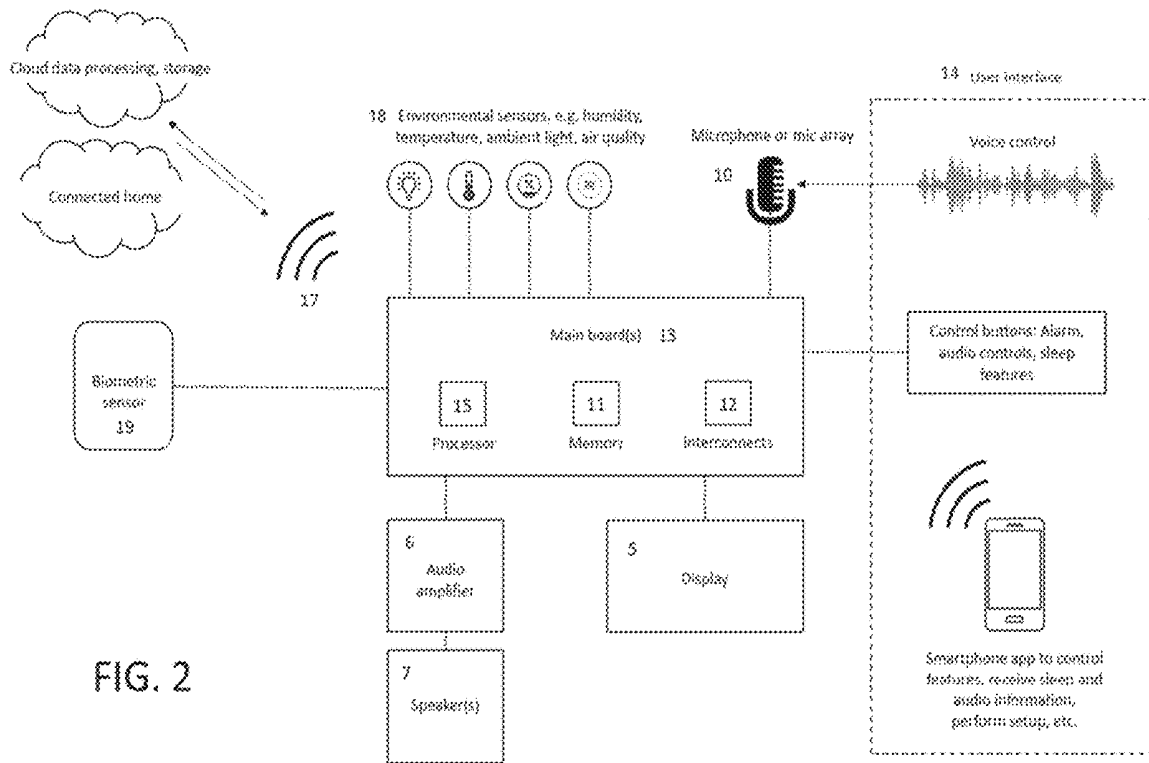 Cloud data processing, storage
Connected home
17
18 Environmental sensors, e.g. humidity,
temperature, ambient light, air quality
Microphone or mic array
10
14 User interface
Voice control
Main board(s) 13
15
Processor
11
Memory
12
Interconnects
Biometric
sensor
19
Control buttons: Alarm,
audio controls, sleep
features
6
Audio
amplifier
5
Display
7
Speaker(s)
Smartphone app to control
features, receive sleep and
audio information,
perform setup, etc.
FIG. 2